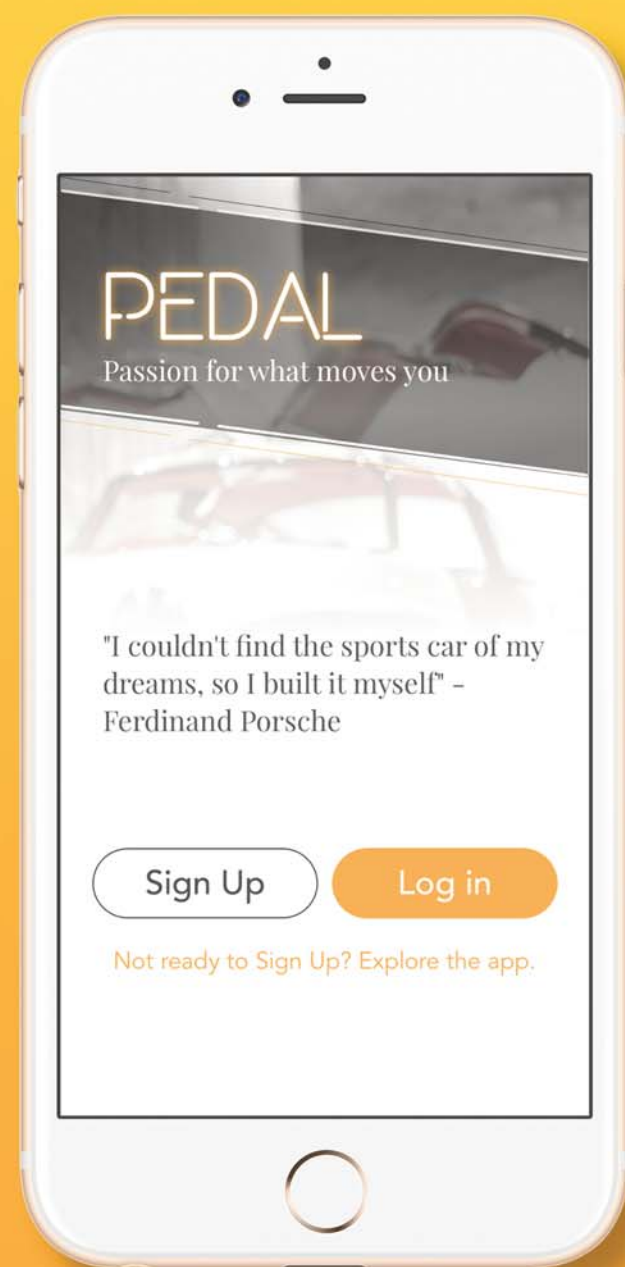 PEDAL
Passion for what moves you
"I couldn't find the sports car of my
dreams, so I built it myself" -
Ferdinand Porsche
Sign Up
Log in
Not ready to Sign Up? Explore the app.